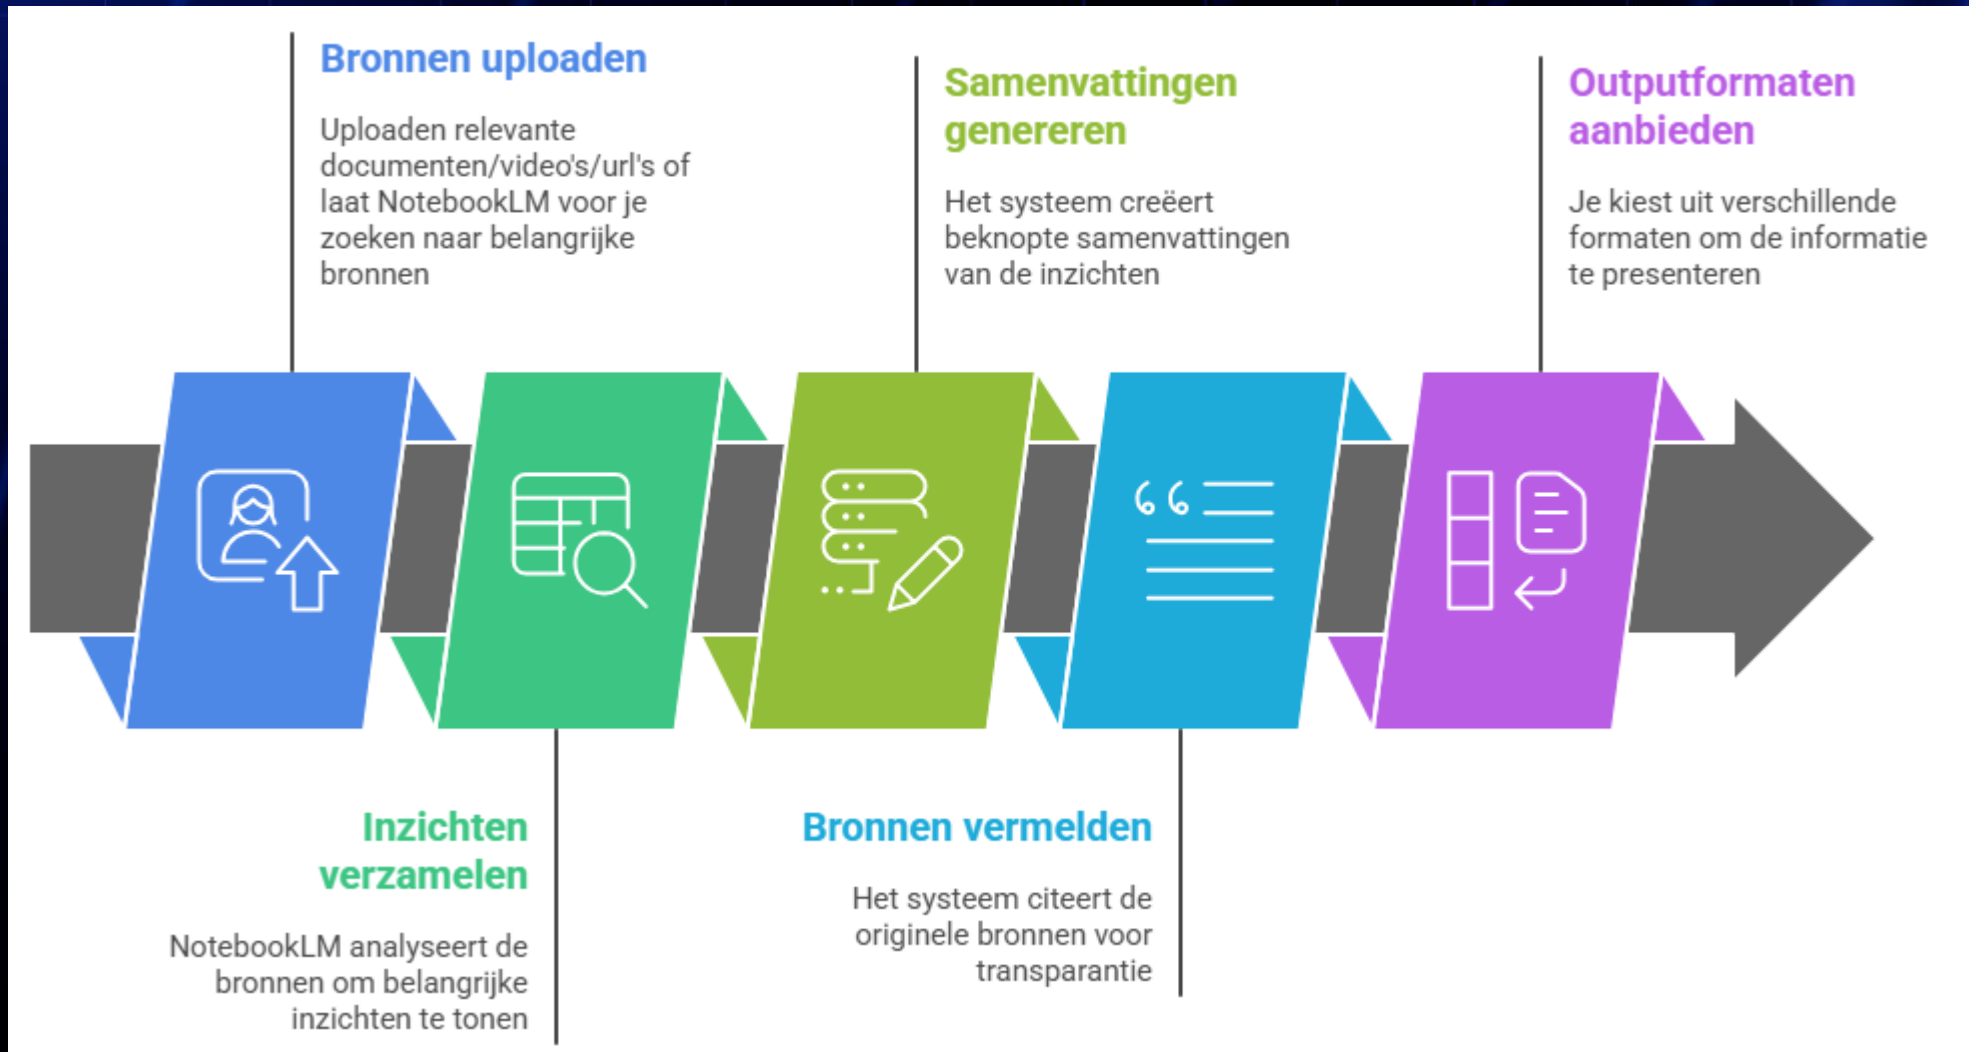 Bronnen uploaden
Uploaden relevante
documenten/video's/url's of
laat NotebookLM voor je
zoeken naar belangrijke
bronnen
Samenvattingen
genereren
Het systeem creëert
beknopte samenvattingen
van de inzichten
Outputformaten
aanbieden
Je kiest uit verschillende
formaten om de informatie
te presenteren
Inzichten
verzamelen
NotebookLM analyseert de
bronnen om belangrijke
inzichten te tonen
Bronnen vermelden
Het systeem citeert de
originele bronnen voor
transparantie